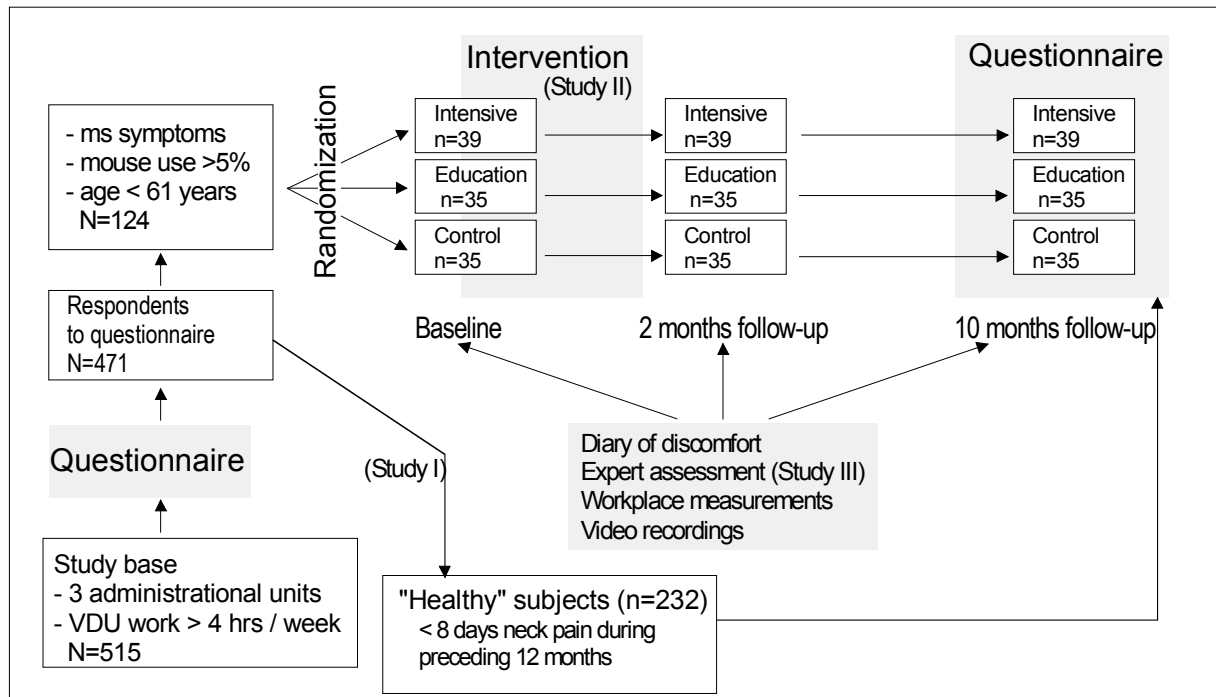 Intervention
(Study II)
Questionnaire
- ms symptoms
- mouse use >5%
- age < 61 years
N=124
Randomization
Intensive
n=39
Education
n=35
Control
n=35
Intensive
n=39
Education
n=35
Control
n=35
Intensive
n=39
Education
n=35
Control
n=35
Baseline
2 months follow-up
10 months follow-up
Respondents
to questionnaire
N=471
Questionnaire
(Study I)
Diary of discomfort
Expert assessment (Study III)
Workplace measurements
Video recordings
Study base
- 3 administrational units
- VDU work > 4 hrs / week
N=515
"Healthy" subjects (n=232)
< 8 days neck pain during
preceding 12 months